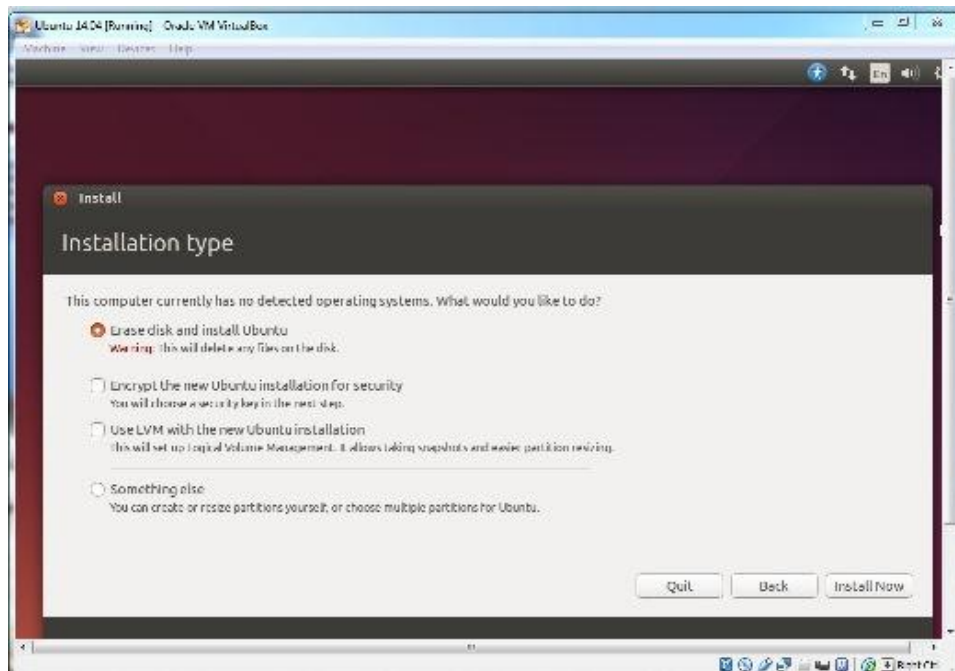 Ubuntu 14.04 [Running] - Oracle VM VirtualBox
Machine View Devices Help
En
Install
Installation type
This computer currently has no detected operating systems. What would you like to do?
Erase disk and install Ubuntu
Warning: This will delete any files on the disk.
Encrypt the new Ubuntu installation for security
You will choose a security key in the next step.
Use LVM with the new Ubuntu installation
This will set up Logical Volume Management. It allows taking snapshots and easier partition resizing.
Something else
You can create or resize partitions yourself, or choose multiple partitions for Ubuntu.
Quit Back Install Now
Right Ctrl